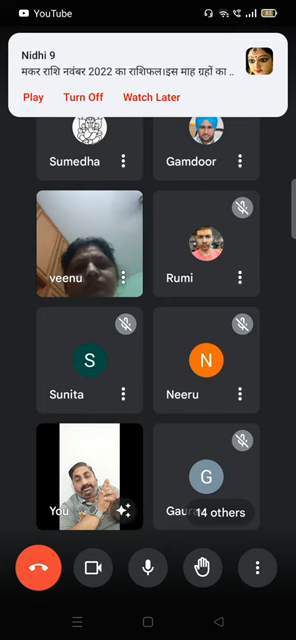 YouTube
Nidhi 9
मकर राशि नवंबर 2022 का राशिफल।इस माह ग्रहों का ..
Play Turn Off Watch Later
Sumedha
Gamdoor
veenu
Rumi
S
Sunita
N
Neeru
You
G
Gaura
14 others